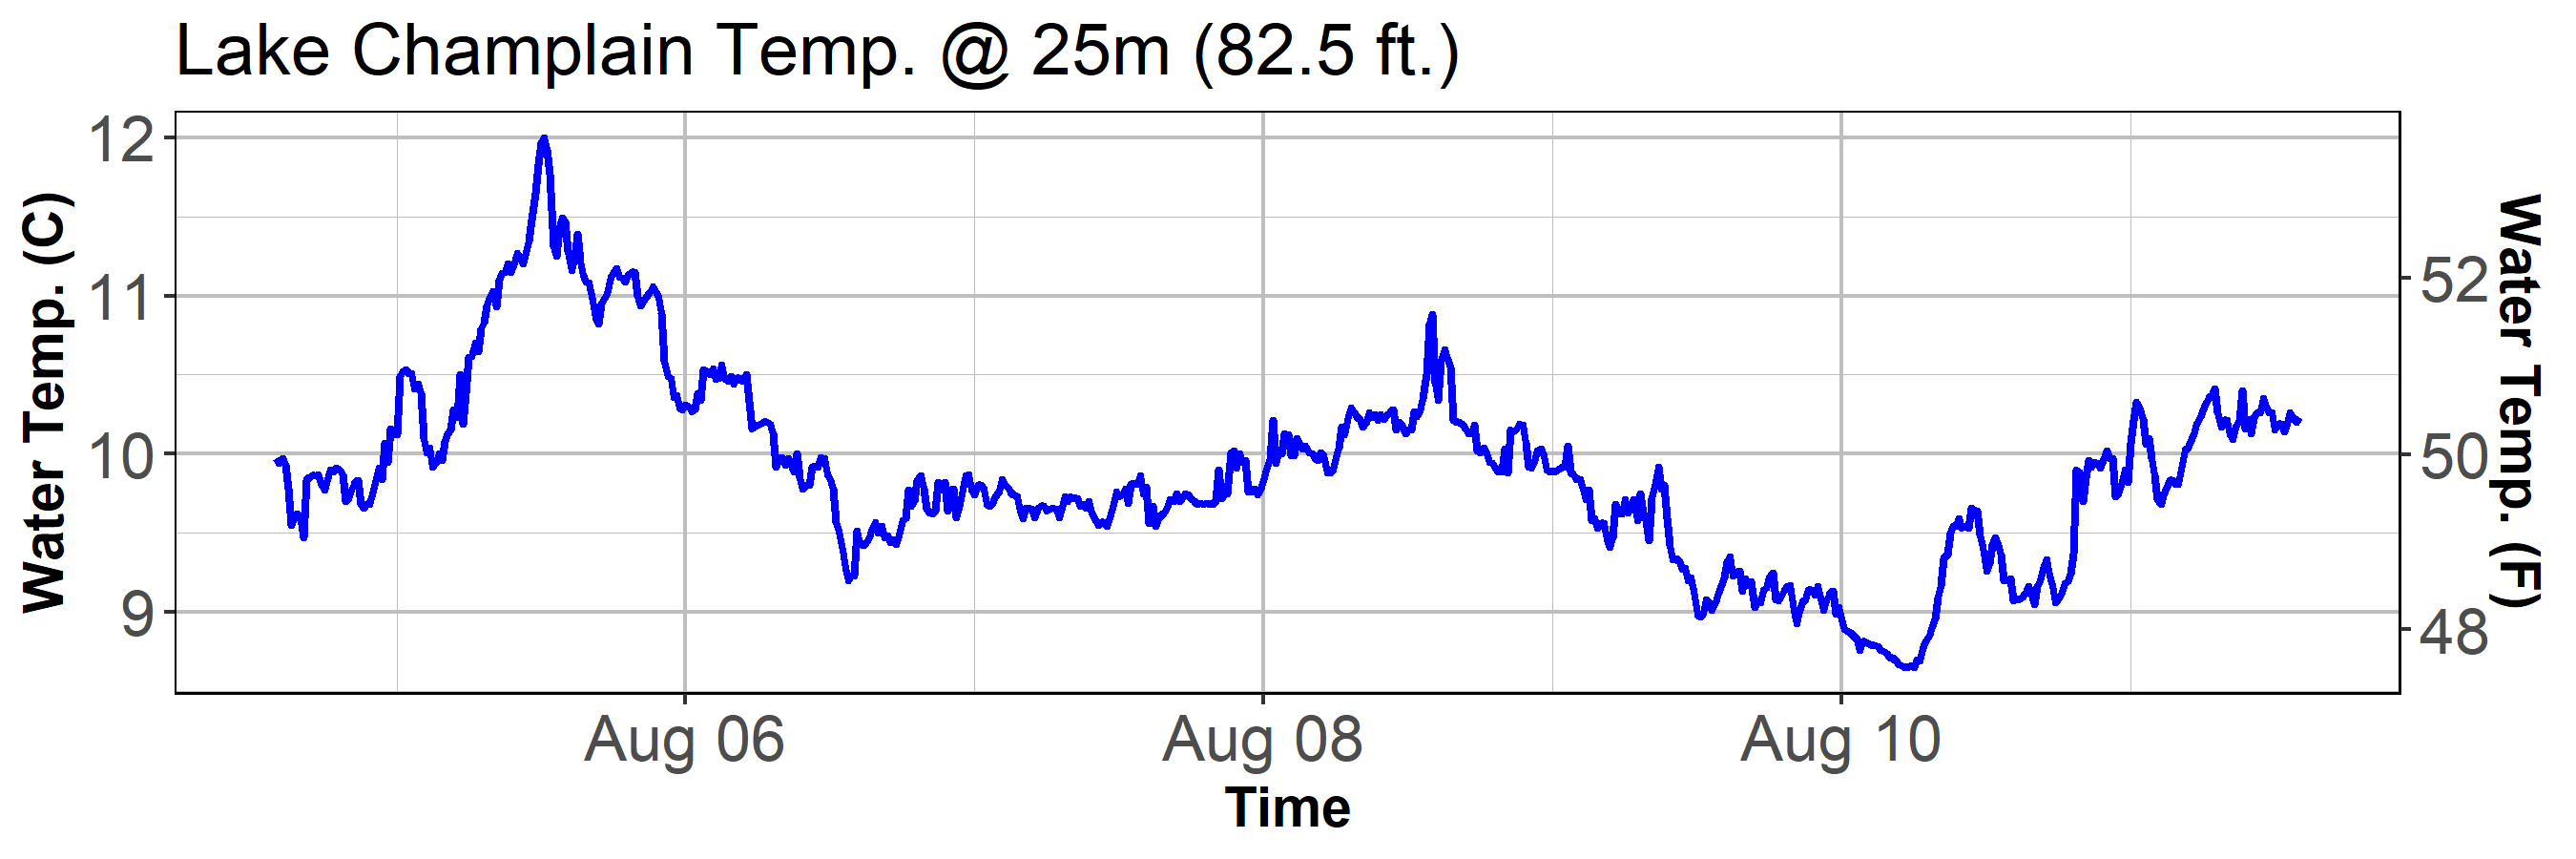 Lake Champlain Temp. @ 25m (82.5 ft.)
Water Temp. (C)
12
11
10
9
52
50
48
Water Temp. (F)
Aug 06
Aug 08
Aug 10
Time